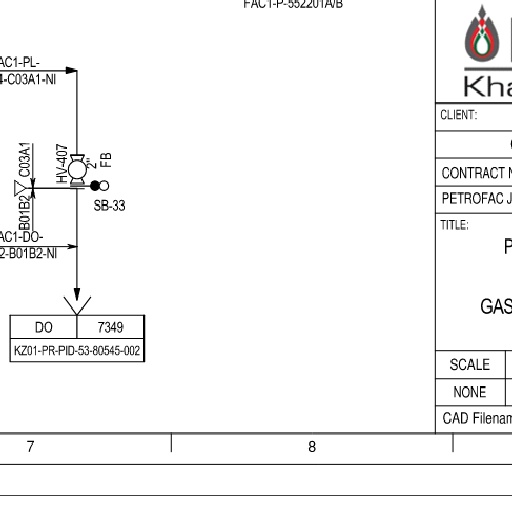 FAC1-P-552201A/B
AC1-PL-
4-C03A1-NI
HV-407
2"
FB
C03A1
B01B2
SB-33
AC1-DO-
2-B01B2-NI
DO 7349
KZ01-PR-PID-53-80545-002
Kha
CLIENT:
CONTRACT N
PETROFAC J
TITLE:
P
GAS
SCALE
NONE
CAD Filenam
7 8